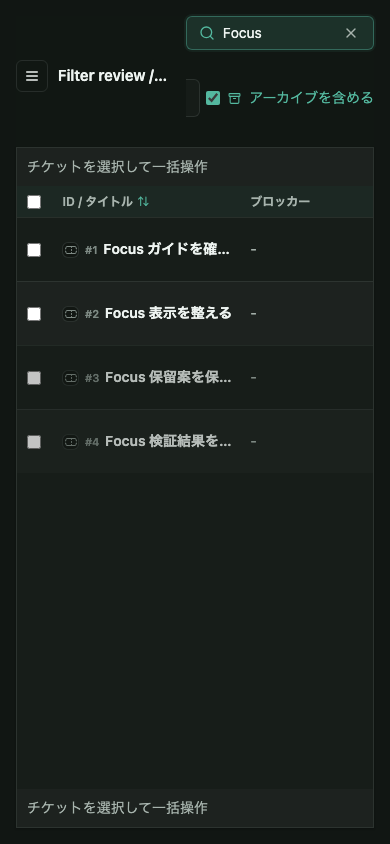 Focus
Filter review /...
アーカイブを含める
チケットを選択して一括操作
ID / タイトル ブロッカー
#1 Focus ガイドを確... -
#2 Focus 表示を整える -
#3 Focus 保留案を保... -
#4 Focus 検証結果を... -
チケットを選択して一括操作